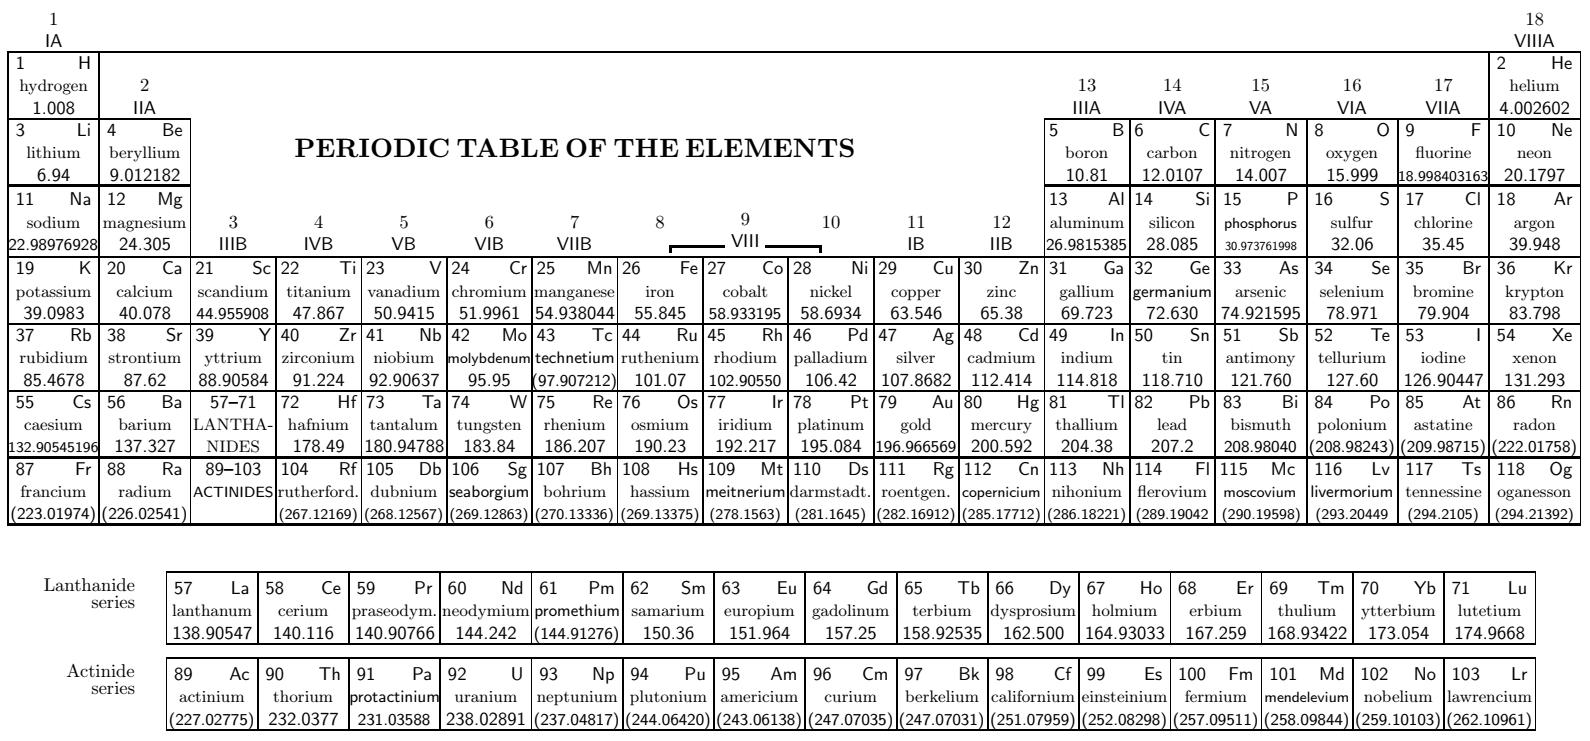 1 18
IA VIIIA
1 H 2 He
hydrogen 2 13 14 15 16 17 helium
1.008 IIA IIIA IVA VA VIA VIIA 4.002602
3 Li 4 Be 5 B 6 C 7 N 8 O 9 F 10 Ne
lithium beryllium PERIODIC TABLE OF THE ELEMENTS boron carbon nitrogen oxygen fluorine neon
6.94 9.012182 10.81 12.0107 14.007 15.999 18.998403163 20.1797
11 Na 12 Mg 13 Al 14 Si 15 P 16 S 17 Cl 18 Ar
sodium magnesium 3 4 5 6 7 8 9 10 11 12 aluminum silicon phosphorus sulfur chlorine argon
22.98976928 24.305 IIIB IVB VB VIB VIIB VIII IB IIB 26.9815385 28.085 30.973761998 32.06 35.45 39.948
19 K 20 Ca 21 Sc 22 Ti 23 V 24 Cr 25 Mn 26 Fe 27 Co 28 Ni 29 Cu 30 Zn 31 Ga 32 Ge 33 As 34 Se 35 Br 36 Kr
potassium calcium scandium titanium vanadium chromium manganese iron cobalt nickel copper zinc gallium germanium arsenic selenium bromine krypton
39.0983 40.078 44.955908 47.867 50.9415 51.9961 54.938044 55.845 58.933195 58.6934 63.546 65.38 69.723 72.630 74.921595 78.971 79.904 83.798
37 Rb 38 Sr 39 Y 40 Zr 41 Nb 42 Mo 43 Tc 44 Ru 45 Rh 46 Pd 47 Ag 48 Cd 49 In 50 Sn 51 Sb 52 Te 53 I 54 Xe
rubidium strontium yttrium zirconium niobium molybdenum technetium ruthenium rhodium palladium silver cadmium indium tin antimony tellurium iodine xenon
85.4678 87.62 88.90584 91.224 92.90637 95.95 (97.907212) 101.07 102.90550 106.42 107.8682 112.414 114.818 118.710 121.760 127.60 126.90447 131.293
55 Cs 56 Ba 57–71 72 Hf 73 Ta 74 W 75 Re 76 Os 77 Ir 78 Pt 79 Au 80 Hg 81 Tl 82 Pb 83 Bi 84 Po 85 At 86 Rn
caesium barium LANTHA- hafnium tantalum tungsten rhenium osmium iridium platinum gold mercury thallium lead bismuth polonium astatine radon
132.90545196 137.327 NIDES 178.49 180.94788 183.84 186.207 190.23 192.217 195.084 196.966569 200.592 204.38 207.2 208.98040 (208.98243) (209.98715) (222.01758)
87 Fr 88 Ra 89–103 104 Rf 105 Db 106 Sg 107 Bh 108 Hs 109 Mt 110 Ds 111 Rg 112 Cn 113 Nh 114 Fl 115 Mc 116 Lv 117 Ts 118 Og
francium radium ACTINIDES rutherford. dubnium seaborgium bohrium hassium meitnerium darmstadt. roentgen. copernicium nihonium flerovium moscovium livermorium tennessine oganesson
(223.01974) (226.02541) (267.12169) (268.12567) (269.12863) (270.13336) (269.13375) (278.1563) (281.1645) (282.16912) (285.17712) (286.18221) (289.19042 (290.19598) (293.20449 (294.2105) (294.21392)
Lanthanide 57 La 58 Ce 59 Pr 60 Nd 61 Pm 62 Sm 63 Eu 64 Gd 65 Tb 66 Dy 67 Ho 68 Er 69 Tm 70 Yb 71 Lu
series lanthanum cerium praseodym. neodymium promethium samarium europium gadolinum terbium dysprosium holmium erbium thulium ytterbium lutetium
138.90547 140.116 140.90766 144.242 (144.91276) 150.36 151.964 157.25 158.92535 162.500 164.93033 167.259 168.93422 173.054 174.9668
Actinide 89 Ac 90 Th 91 Pa 92 U 93 Np 94 Pu 95 Am 96 Cm 97 Bk 98 Cf 99 Es 100 Fm 101 Md 102 No 103 Lr
series actinium thorium protactinium uranium neptunium plutonium americium curium berkelium californium einsteinium fermium mendelevium nobelium lawrencium
(227.02775) 232.0377 231.03588 238.02891 (237.04817) (244.06420) (243.06138) (247.07035) (247.07031) (251.07959) (252.08298) (257.09511) (258.09844) (259.10103) (262.10961)